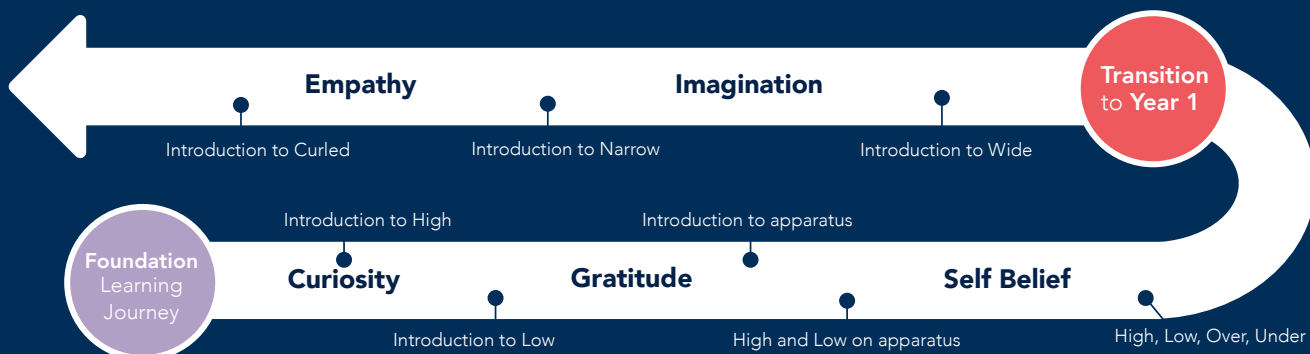 Empathy
Imagination
Transition
to Year 1
Introduction to Curled
Introduction to Narrow
Introduction to Wide
Introduction to High
Introduction to apparatus
Foundation
Learning
Journey
Curiosity
Gratitude
Self Belief
Introduction to Low
High and Low on apparatus
High, Low, Over, Under